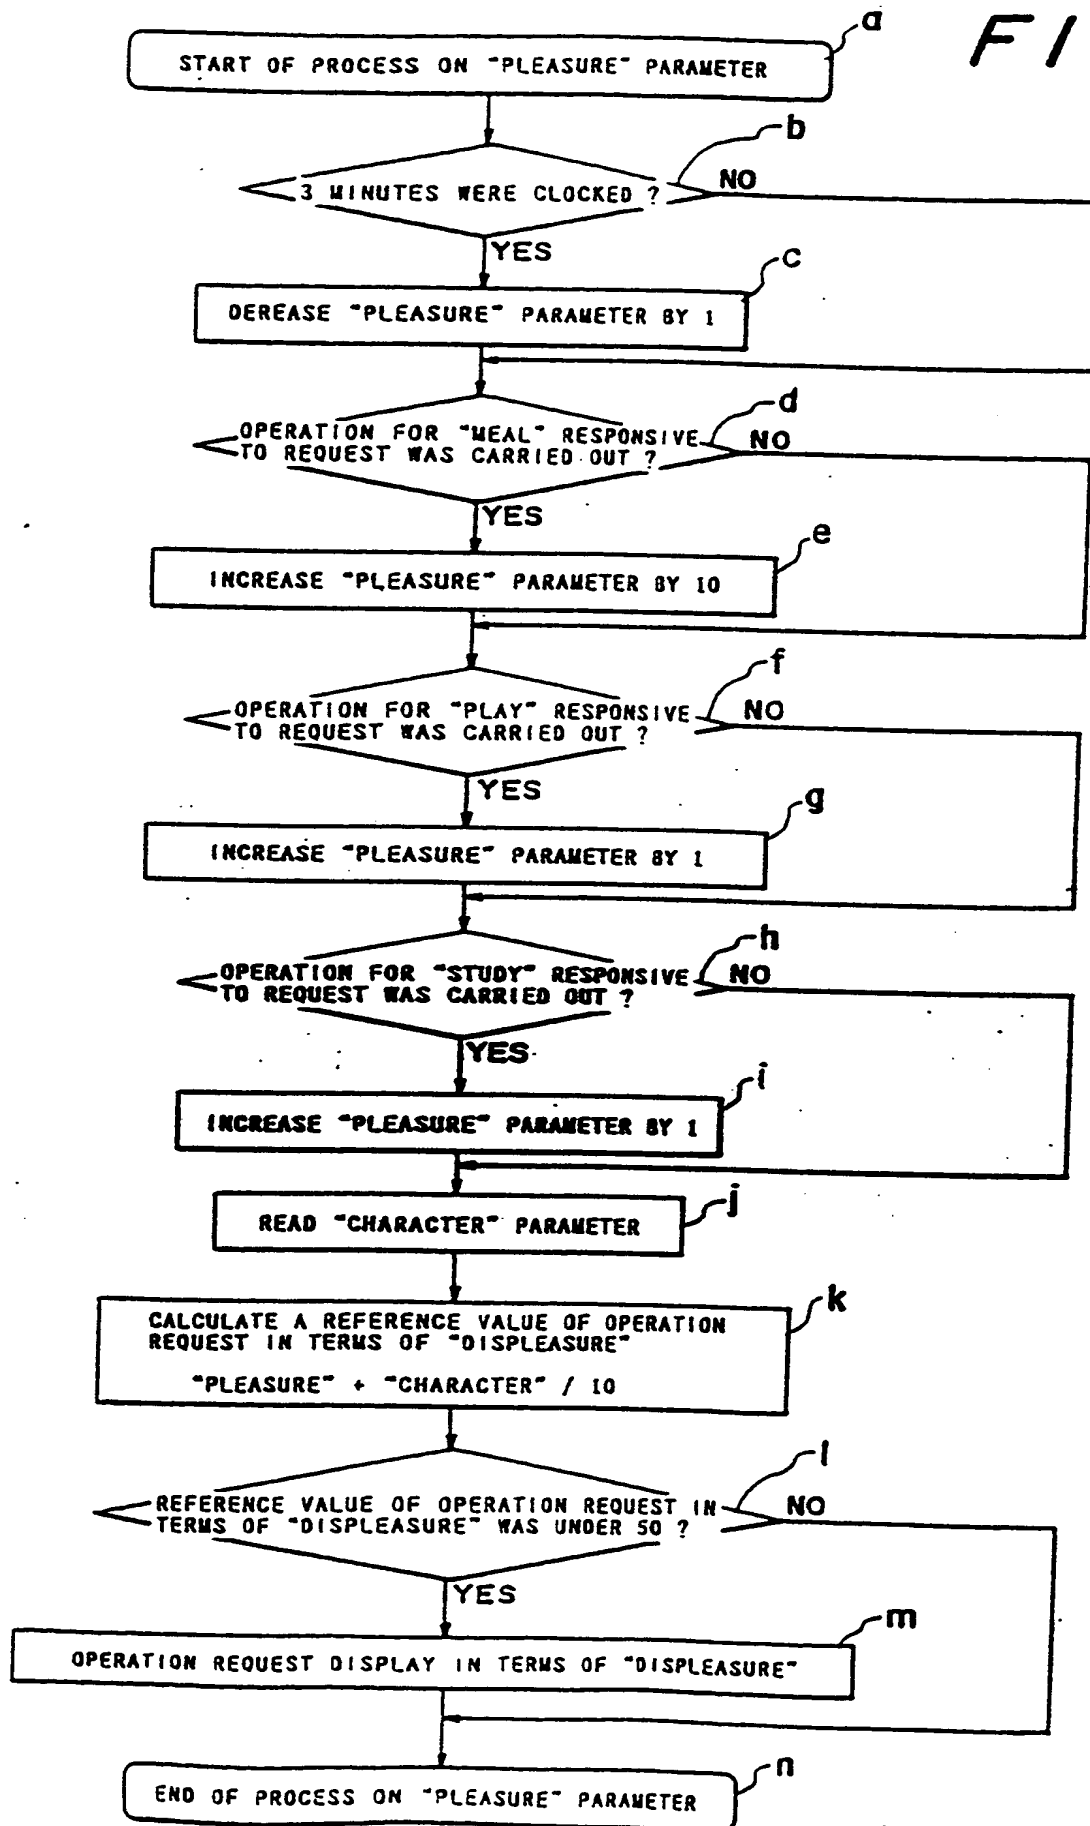 a
FI
START OF PROCESS ON "PLEASURE" PARAMETER
b
3 MINUTES WERE CLOCKED ?
NO
YES
c
DEREASE "PLEASURE" PARAMETER BY 1
d
OPERATION FOR "MEAL" RESPONSIVE
TO REQUEST WAS CARRIED OUT ?
NO
YES
e
INCREASE "PLEASURE" PARAMETER BY 10
f
OPERATION FOR "PLAY" RESPONSIVE
TO REQUEST WAS CARRIED OUT ?
NO
YES
g
INCREASE "PLEASURE" PARAMETER BY 1
h
OPERATION FOR "STUDY" RESPONSIVE
TO REQUEST WAS CARRIED OUT ?
NO
YES
i
INCREASE "PLEASURE" PARAMETER BY 1
j
READ "CHARACTER" PARAMETER
k
CALCULATE A REFERENCE VALUE OF OPERATION
REQUEST IN TERMS OF "DISPLEASURE"
"PLEASURE" + "CHARACTER" / 10
l
REFERENCE VALUE OF OPERATION REQUEST IN
TERMS OF "DISPLEASURE" WAS UNDER 50 ?
NO
YES
m
OPERATION REQUEST DISPLAY IN TERMS OF "DISPLEASURE"
n
END OF PROCESS ON "PLEASURE" PARAMETER